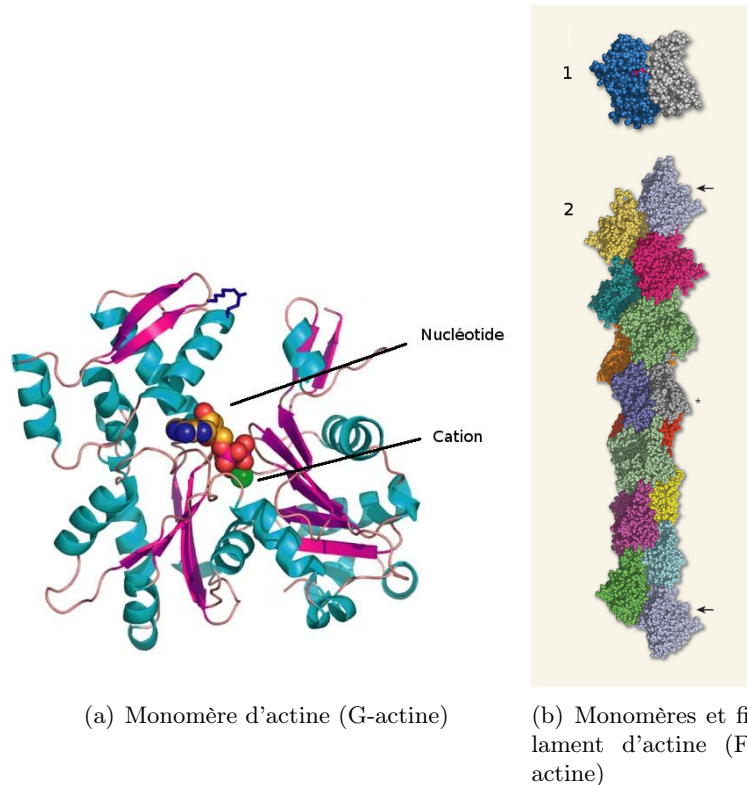 Nucléotide
Cation
(a) Monomère d'actine (G-actine)
1
2
*
(b) Monomères et fi
lament d'actine (F
actine)